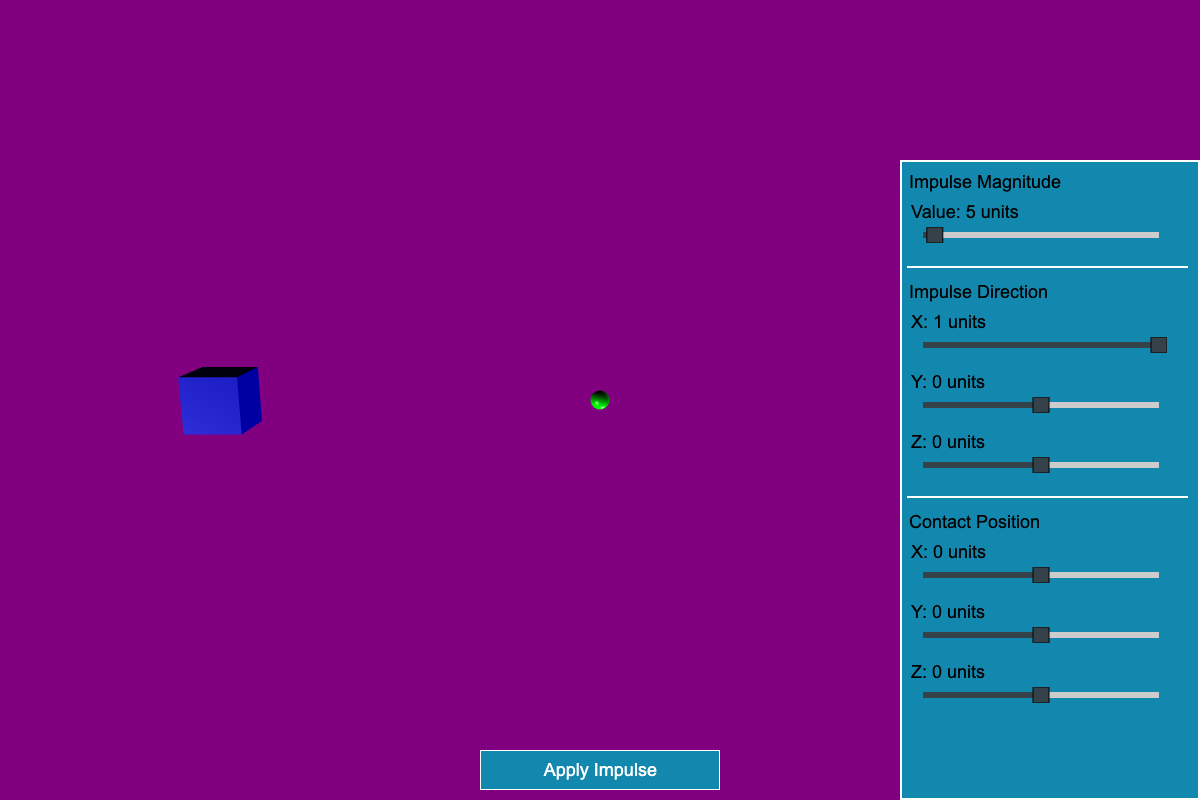 Impulse Magnitude
Value: 5 units
Impulse Direction
X: 1 units
Y: 0 units
Z: 0 units
Contact Position
X: 0 units
Y: 0 units
Z: 0 units
Apply Impulse